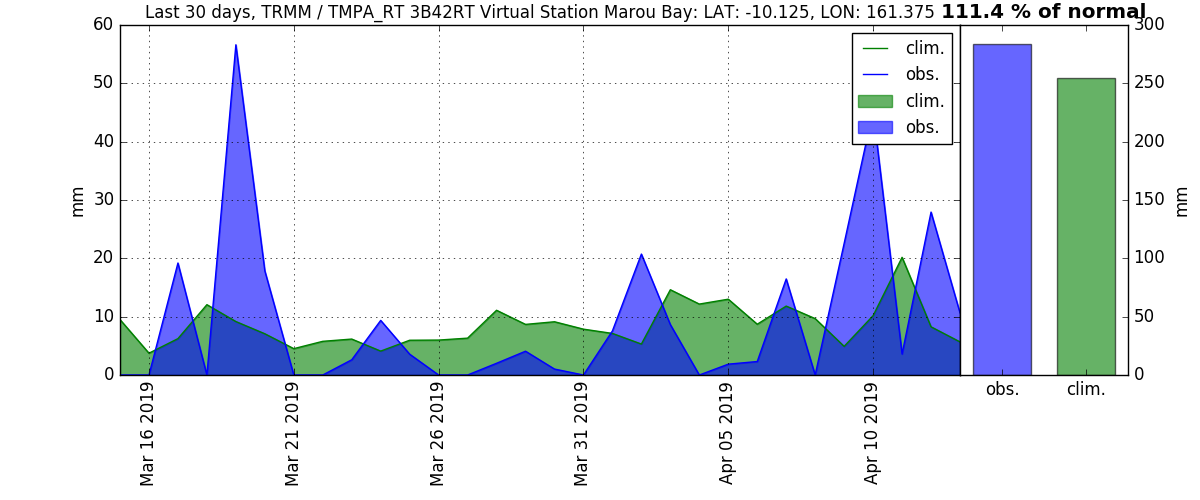 Last 30 days, TRMM / TMPA_RT 3B42RT Virtual Station Marou Bay: LAT: -10.125, LON: 161.375 111.4 % of normal
60
50
40
30
20
10
0
mm
clim.
obs.
clim.
obs.
Mar 16 2019
Mar 21 2019
Mar 26 2019
Mar 31 2019
Apr 05 2019
Apr 10 2019
300
250
200
150
100
50
0
mm
obs.
clim.